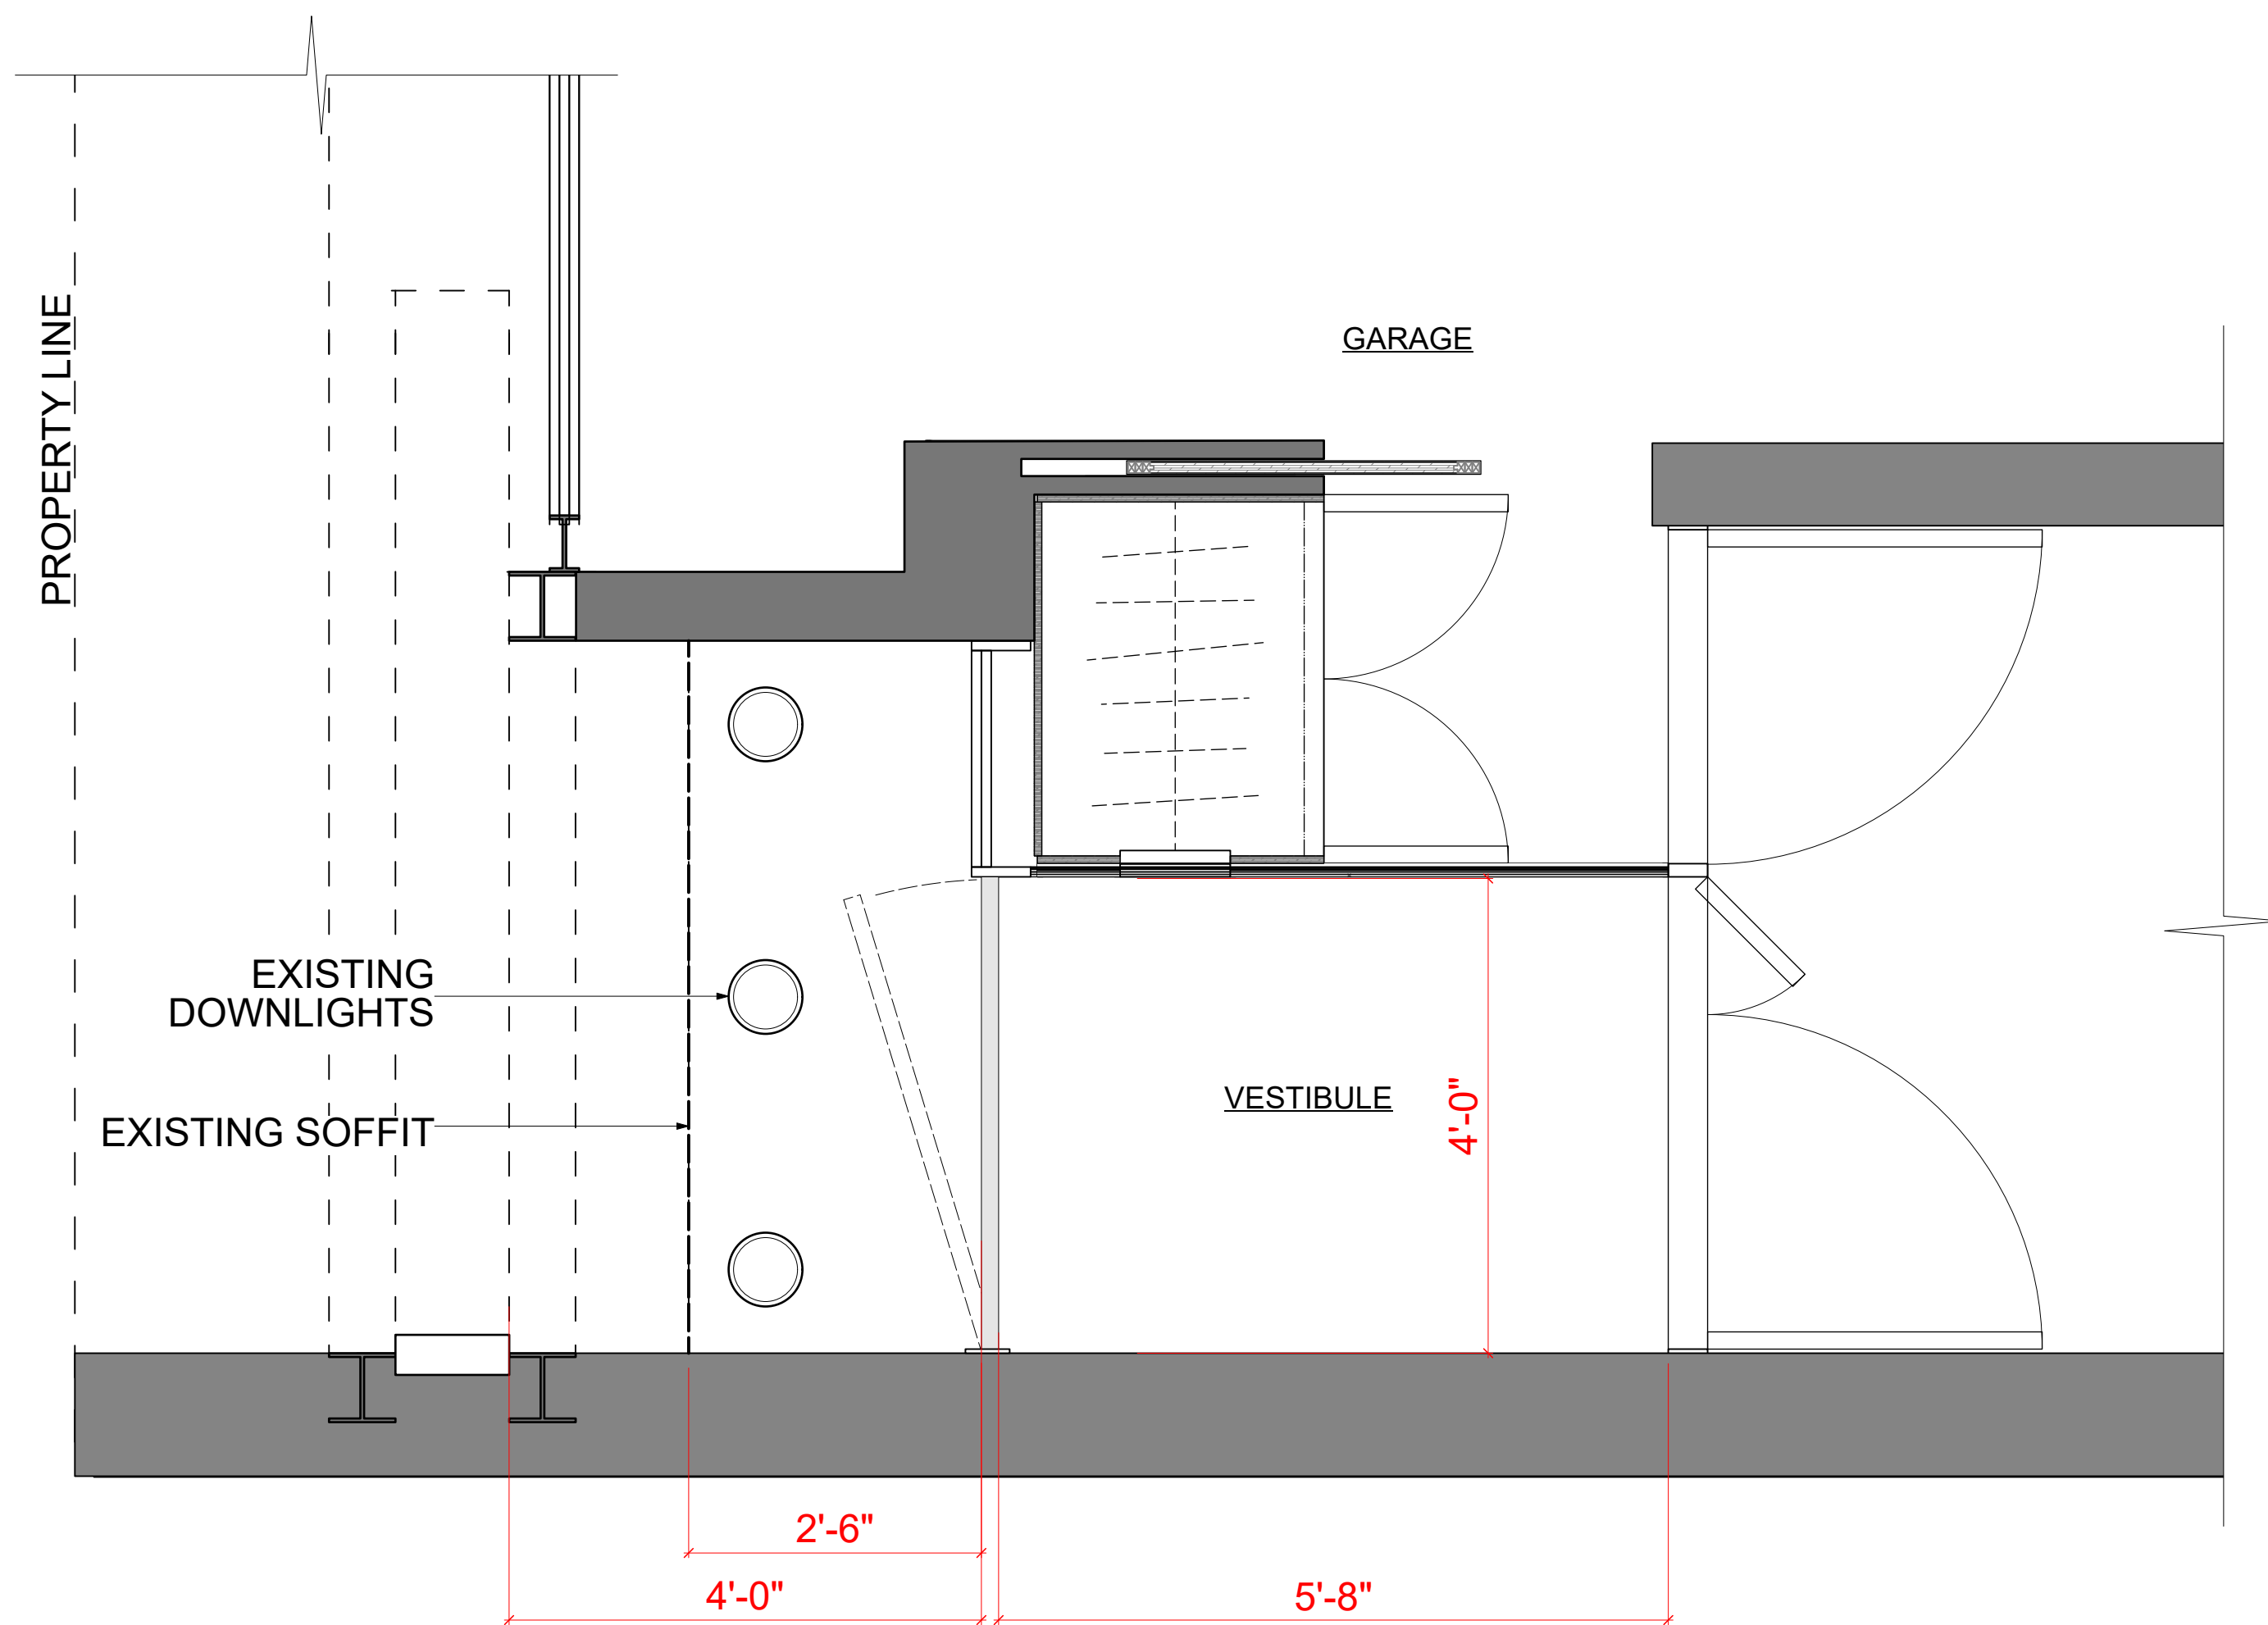 PROPERTY LINE
GARAGE
EXISTING
DOWNLIGHTS
EXISTING SOFFIT
VESTIBULE
4'-0"
2'-6"
4'-0"
5'-8"